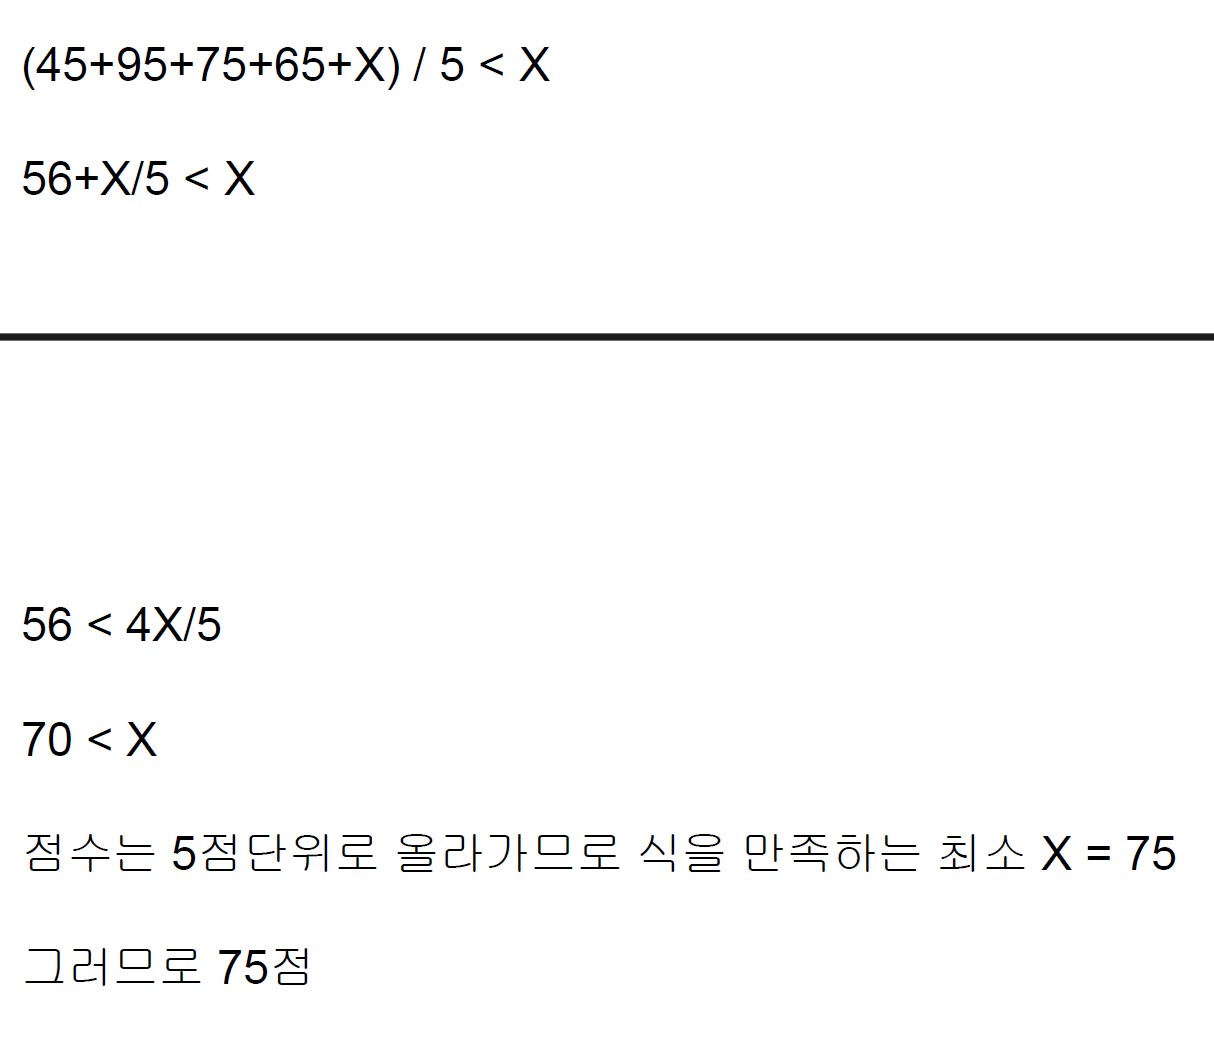 (45+95+75+65+X) / 5 < X
56+X/5 < X
56 < 4X/5
70 < X
점수는 5점단위로 올라가므로 식을 만족하는 최소 X = 75
그러므로 75점